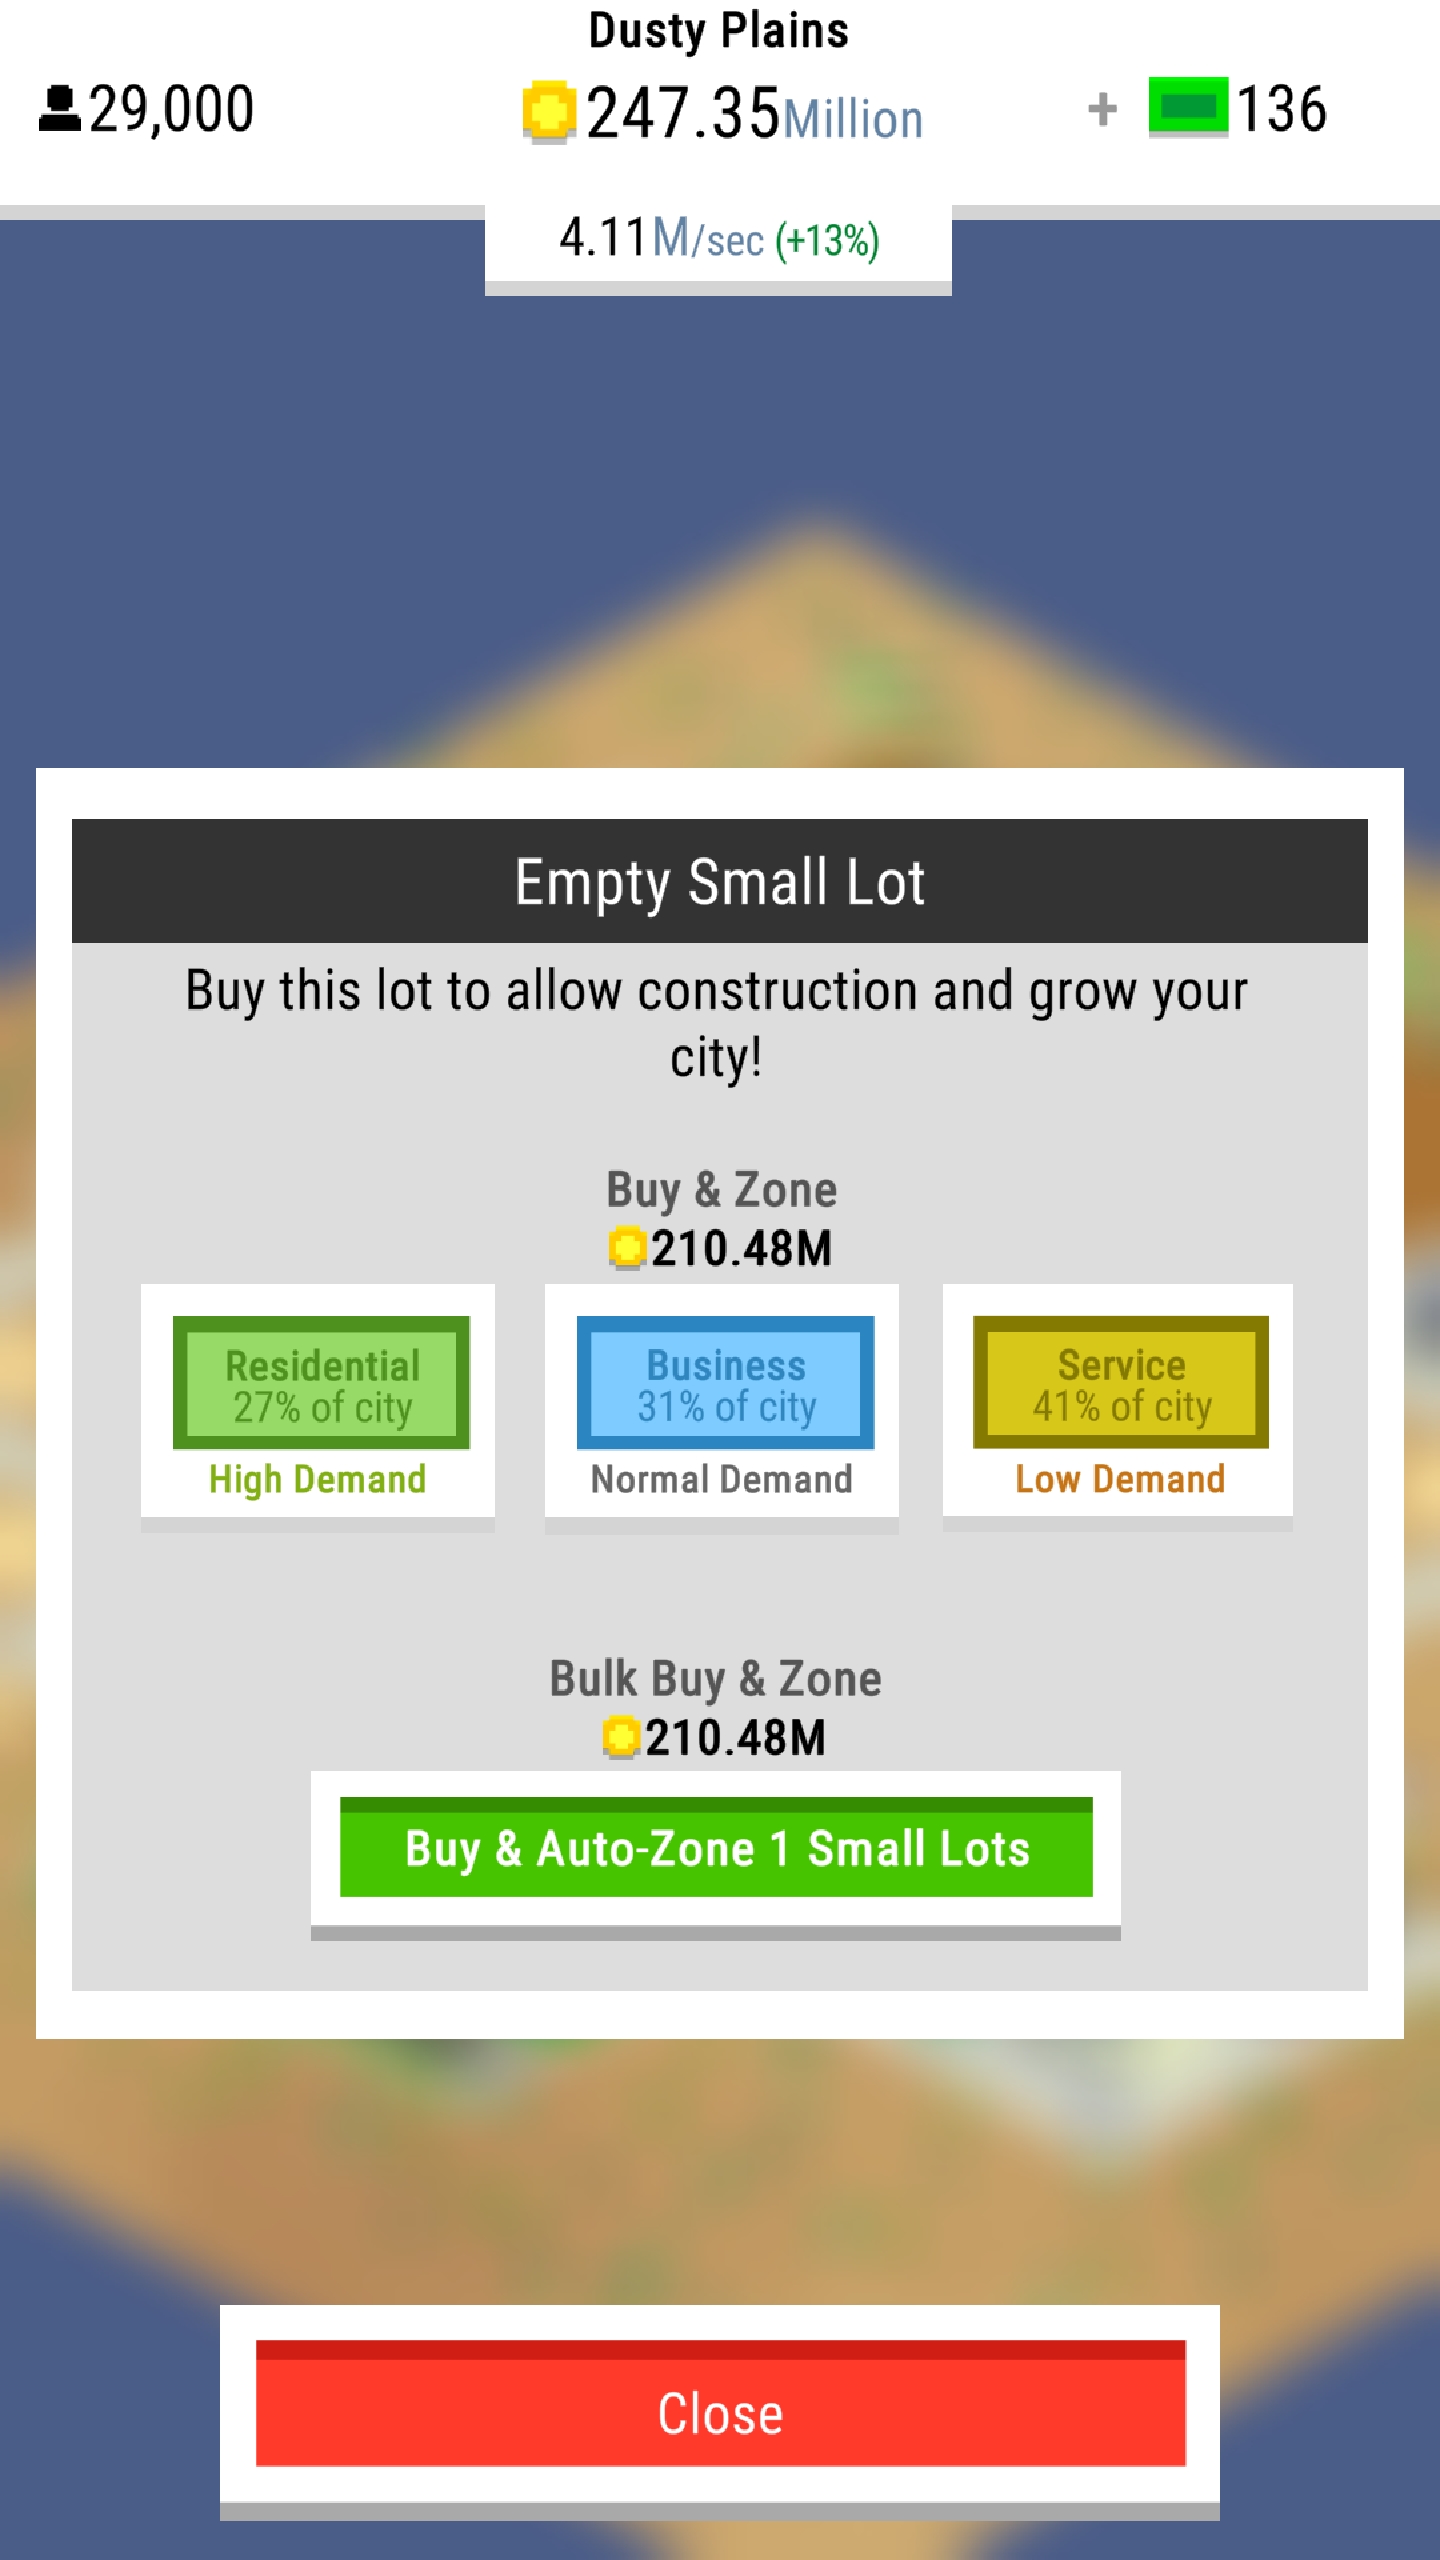 Dusty Plains
29,000
247.35Million
+ 136
4.11M/sec (+13%)
Empty Small Lot
Buy this lot to allow construction and grow your
city!
Buy & Zone
210.48M
Residential
27% of city
High Demand
Business
31% of city
Normal Demand
Service
41% of city
Low Demand
Bulk Buy & Zone
210.48M
Buy & Auto-Zone 1 Small Lots
Close